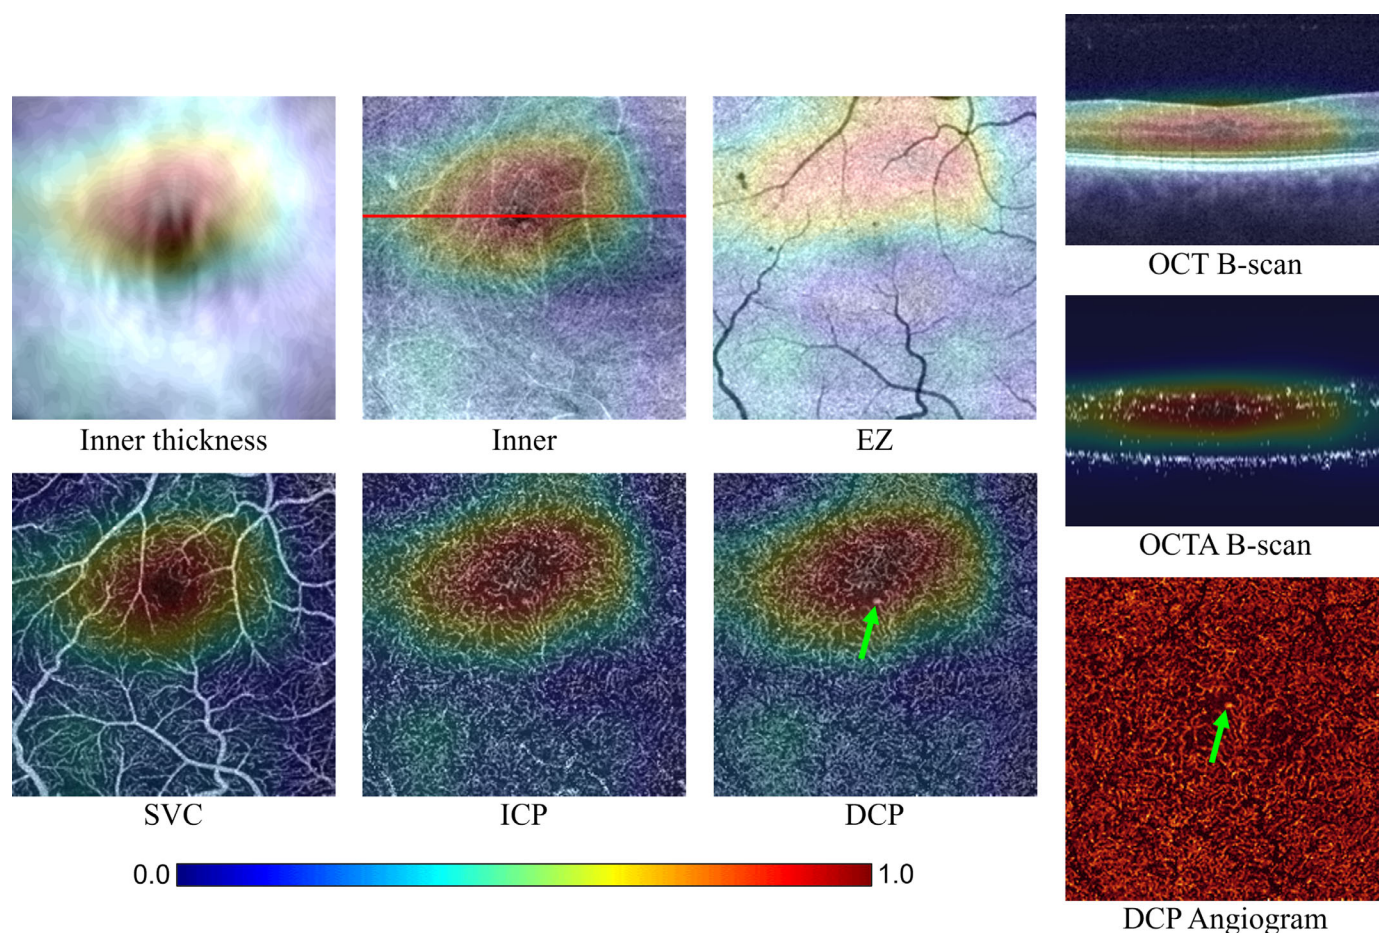 Inner thickness
Inner
EZ
OCT B-scan
OCTA B-scan
SVC
ICP
DCP
DCP Angiogram
0.0
1.0